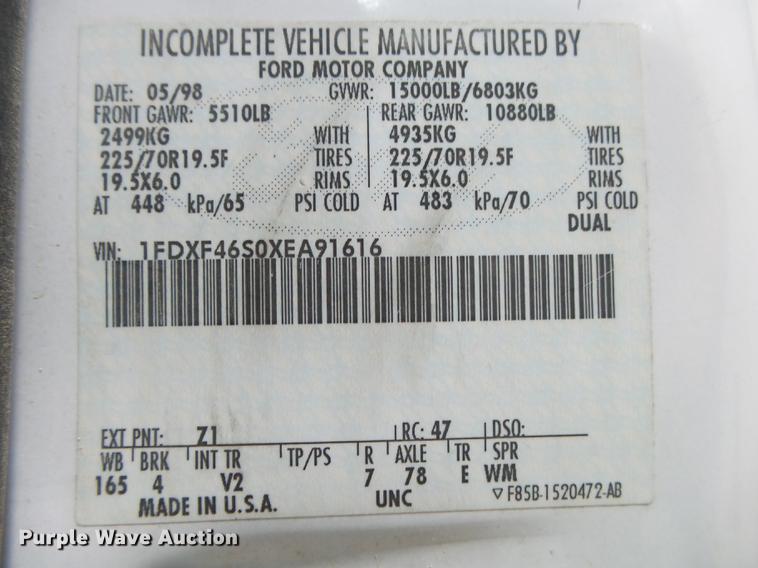 INCOMPLETE VEHICLE MANUFACTURED BY
FORD MOTOR COMPANY
DATE: 05/98 GVWR: 15000LB/6803KG
FRONT GAWR: 5510LB REAR GAWR: 10880LB
2499KG WITH 4935KG WITH
225/70R19.5F TIRES 225/70R19.5F TIRES
19.5X6.0 RIMS 19.5X6.0 RIMS
AT 448 kPa/65 PSI COLD AT 483 kPa/70 PSI COLD
DUAL
VIN: 1FDXF46S0XEA91616
EXT PNT: Z1 RC: 47 DSO:
WB BRK INT TR TP/PS R AXLE TR SPR
165 4 V2 7 78 E WM
MADE IN U.S.A. UNC ▽F85B-1520472-AB
Purple Wave Auction
Purple Wave Auction